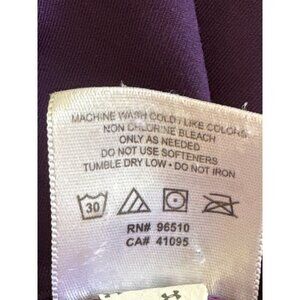 MACHINE WASH COLD / LIKE COLORS
NON CHLORINE BLEACH
ONLY AS NEEDED
DO NOT USE SOFTENERS
TUMBLE DRY LOW • DO NOT IRON
30
RN# 96510
CA# 41095